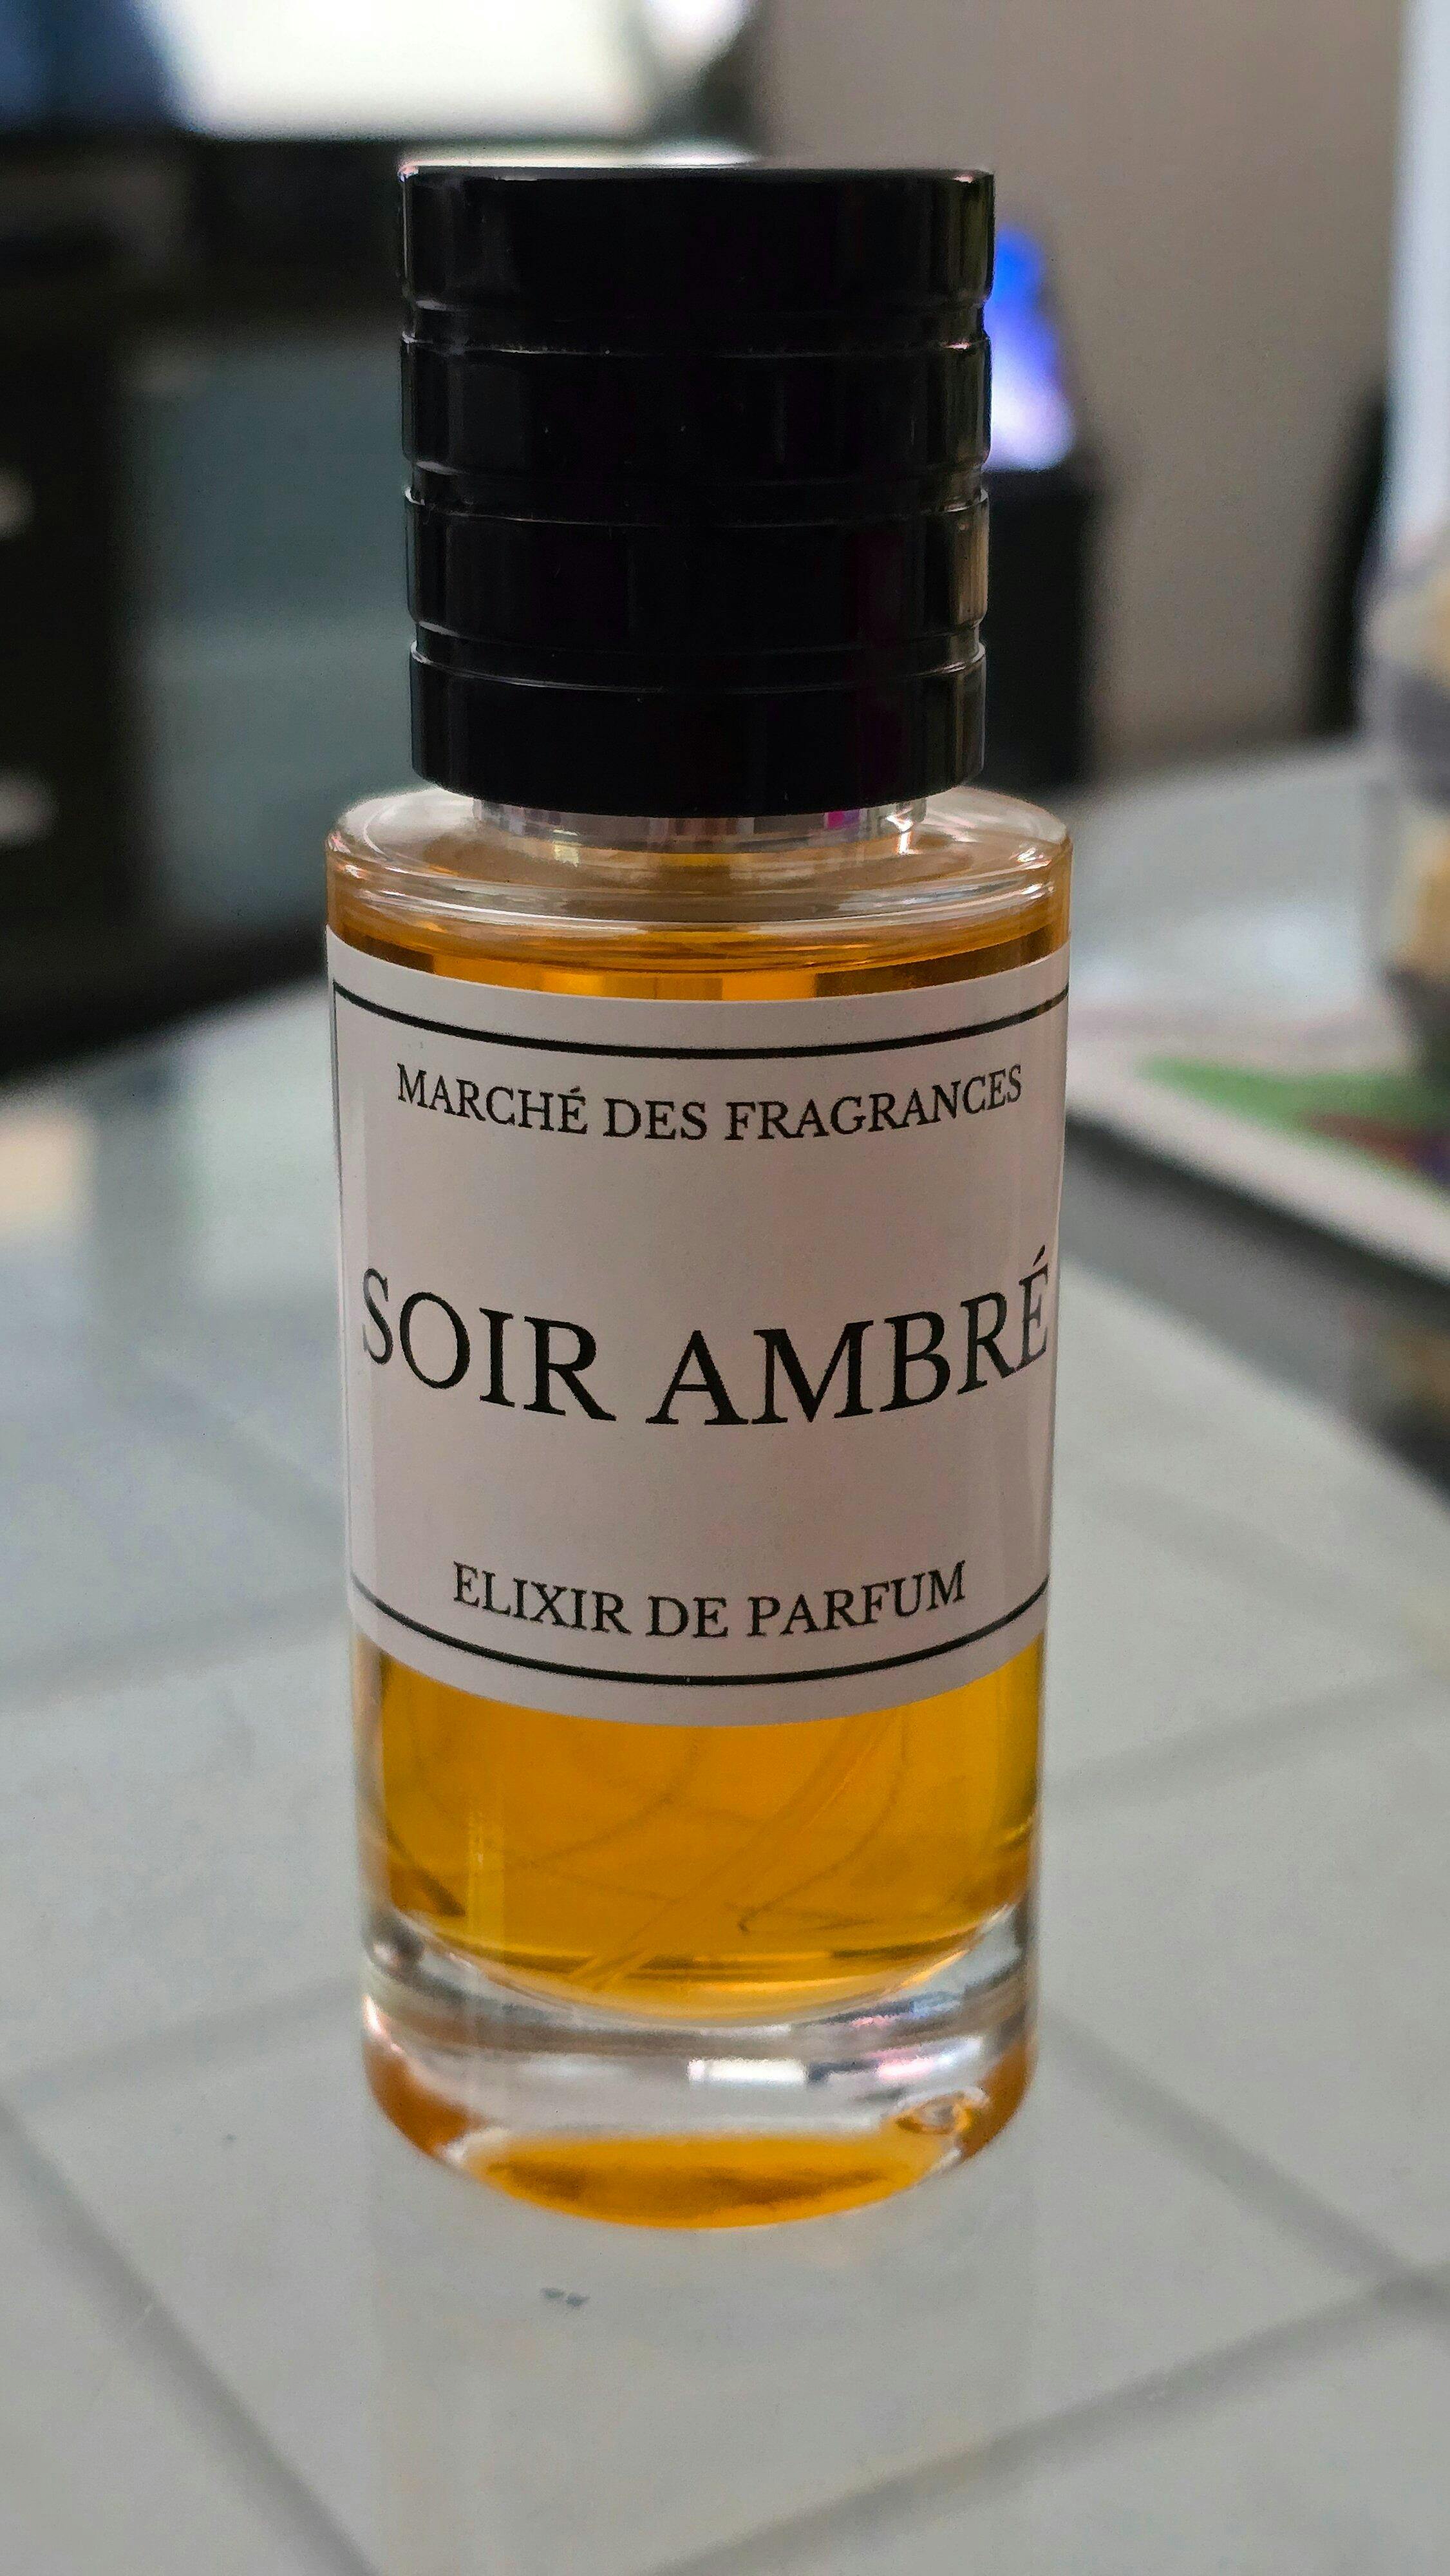 MARCHÉ DES FRAGRANCES
SOIR AMBRÉ
ELIXIR DE PARFUM